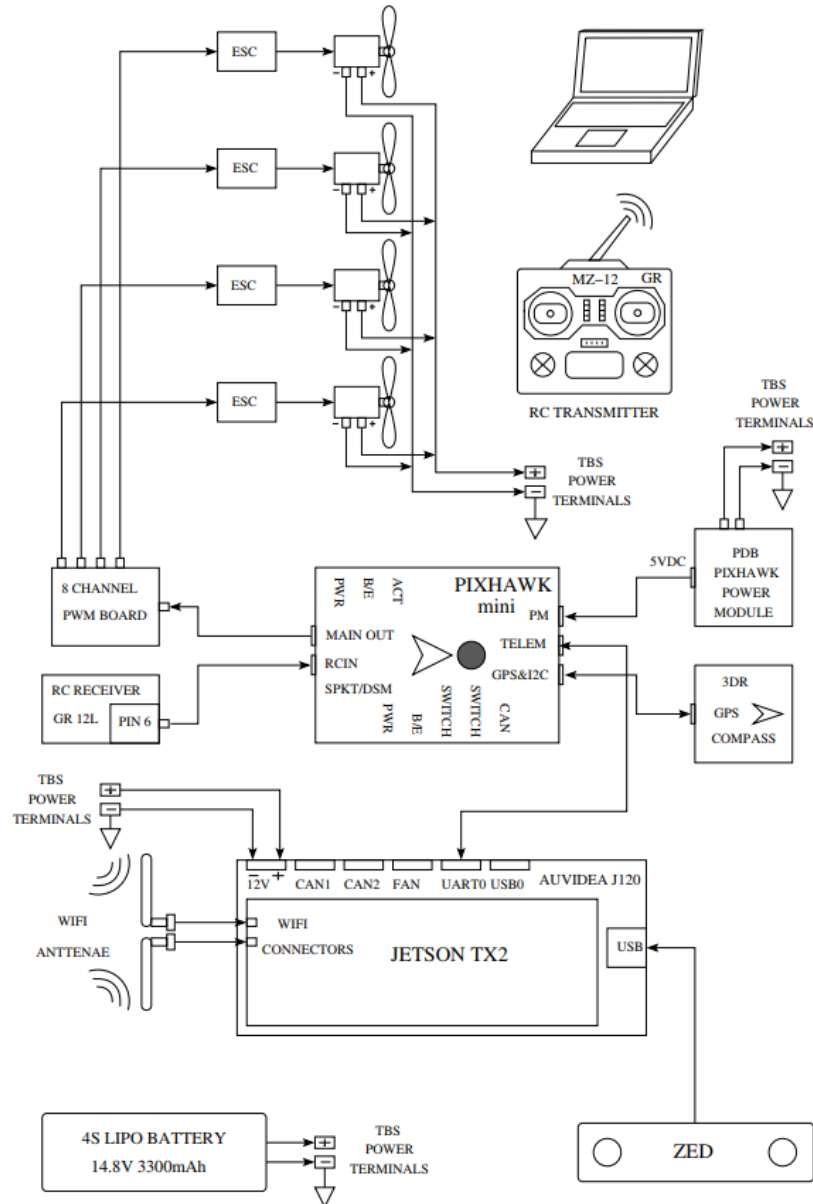 ESC
- +
ESC
- +
ESC
- +
ESC
- +
MZ-12 GR
RC TRANSMITTER
TBS
POWER
TERMINALS
+
-
TBS
POWER
TERMINALS
+
-
8 CHANNEL
PWM BOARD
RC RECEIVER
GR 12L
PIN 6
PWR
B/E
ACT
PIXHAWK
mini
PM
MAIN OUT
TELEM
RCIN
GPS&I2C
SPKT/DSM
PWR
B/E
SWITCH
SWITCH
CAN
5VDC
PDB
PIXHAWK
POWER
MODULE
3DR
GPS
COMPASS
TBS
POWER
TERMINALS
+
-
WIFI
ANTTENAE
- +
12V CAN1 CAN2 FAN UART0 USB0
AUVIDEA J120
WIFI
CONNECTORS
JETSON TX2
USB
4S LIPO BATTERY
14.8V 3300mAh
+
-
TBS
POWER
TERMINALS
ZED